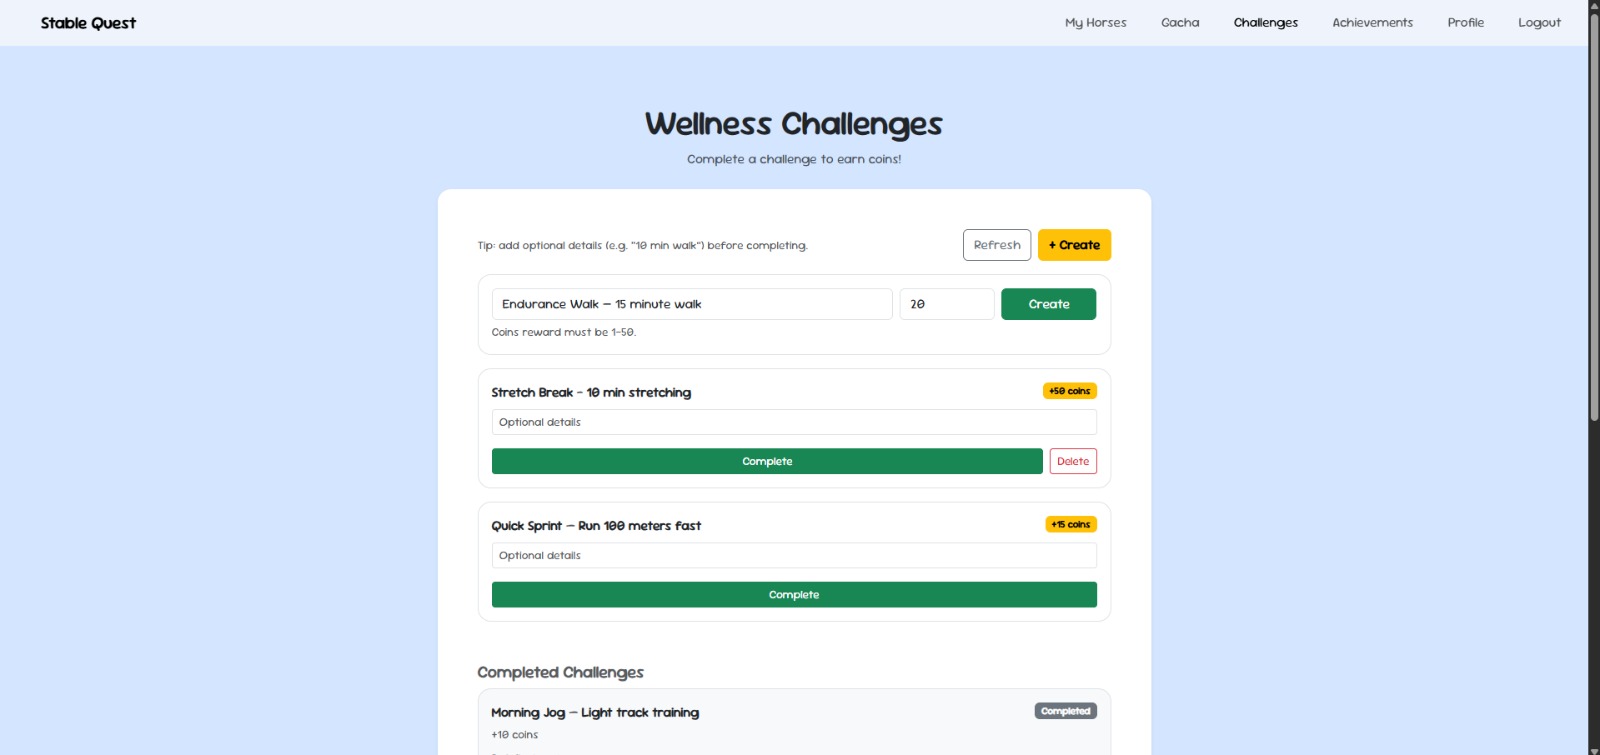 Stable Quest
My Horses Gacha Challenges Achievements Profile Logout
Wellness Challenges
Complete a challenge to earn coins!
Tip: add optional details (e.g. "10 min walk") before completing.
Refresh + Create
Endurance Walk – 15 minute walk 20 Create
Coins reward must be 1–50.
Stretch Break - 10 min stretching +50 coins
Optional details
Complete Delete
Quick Sprint – Run 100 meters fast +15 coins
Optional details
Complete
Completed Challenges
Morning Jog – Light track training Completed
+10 coins